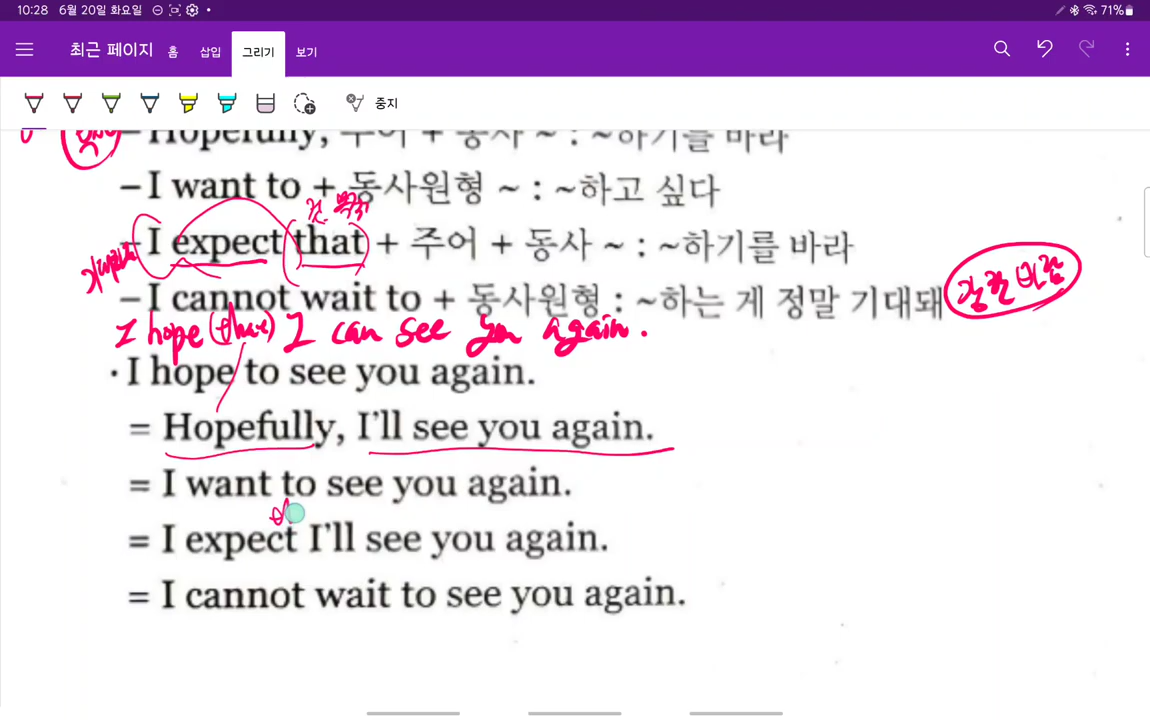 10:28 6월 20일 화요일 71%
최근 페이지 홈 삽입 그리기 보기
중지
– Hopefully, 주어 + 동사 ~ : ~하기를 바라
– I want to + 동사원형 ~ : ~하고 싶다
것
– I expect that + 주어 + 동사 ~ : ~하기를 바라
– I cannot wait to + 동사원형 : ~하는 게 정말 기대돼
I hope (that) I can see you again.
· I hope to see you again.
= Hopefully, I'll see you again.
= I want to see you again.
= I expect I'll see you again.
= I cannot wait to see you again.